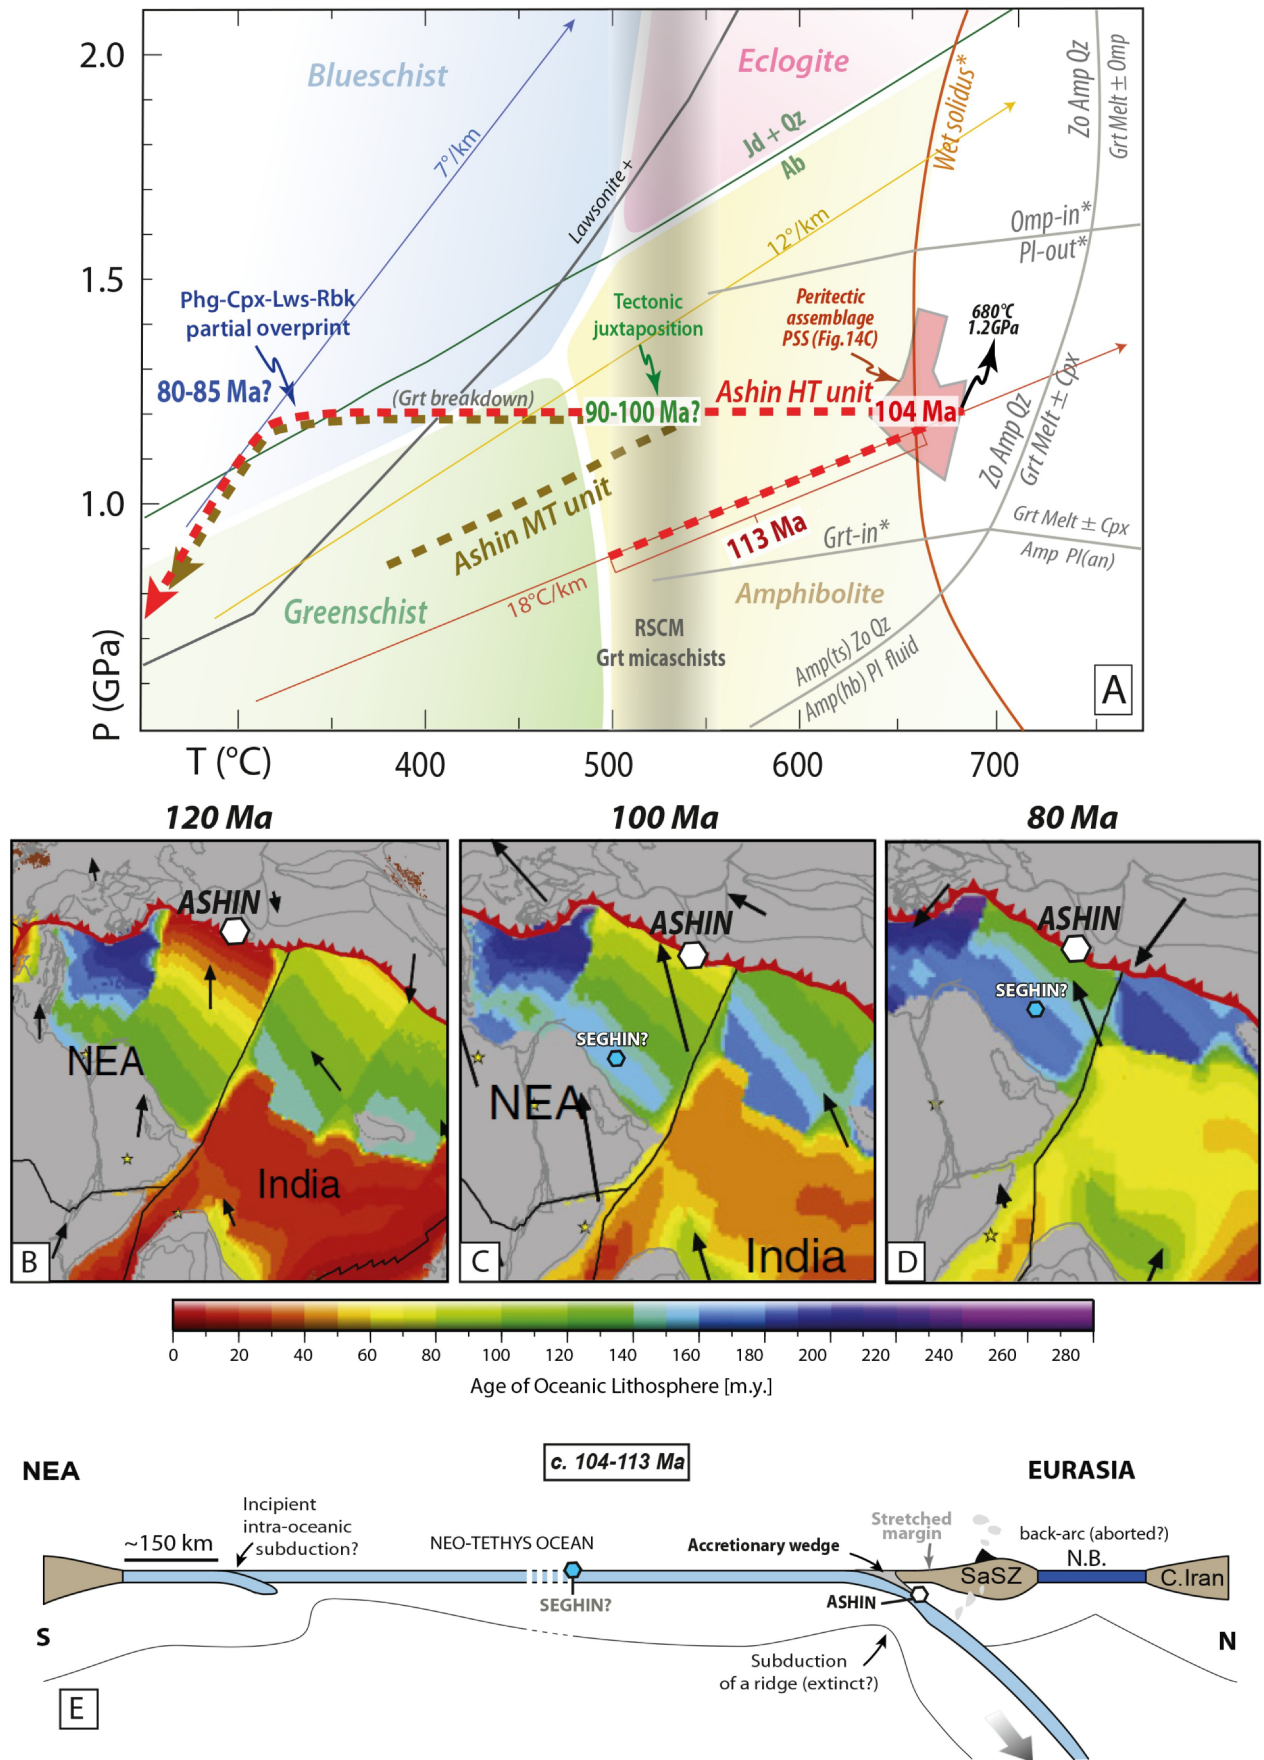 2.0
1.5
1.0
P (GPa)
T (°C)
400
500
600
700
Blueschist
Eclogite
7°/km
Lawsonite +
Jd + Qz
Ab
12°/km
Wet solidus*
Zo Amp Qz
Grt Melt ± Omp
Omp-in*
Pl-out*
Phg-Cpx-Lws-Rbk
partial overprint
80-85 Ma?
Tectonic
juxtaposition
Peritectic
assemblage
PSS (Fig.14C)
680°C
1.2GPa
(Grt breakdown)
90-100 Ma?
Ashin HT unit
104 Ma
Zo Amp Qz
Grt Melt ± Cpx
Ashin MT unit
113 Ma
Grt-in*
Grt Melt ± Cpx
Amp Pl(an)
18°C/km
Greenschist
Amphibolite
RSCM
Grt micaschists
Amp(ts) Zo Qz
Amp(hb) Pl fluid
A
120 Ma
100 Ma
80 Ma
ASHIN
NEA
India
B
ASHIN
SEGHIN?
NEA
India
C
ASHIN
SEGHIN?
D
0 20 40 60 80 100 120 140 160 180 200 220 240 260 280
Age of Oceanic Lithosphere [m.y.]
c. 104-113 Ma
NEA
EURASIA
Incipient
intra-oceanic
subduction?
~150 km
NEO-TETHYS OCEAN
Accretionary wedge
Stretched
margin
back-arc (aborted?)
N.B.
SaSZ
C.Iran
SEGHIN?
ASHIN
S
N
Subduction
of a ridge (extinct?)
E